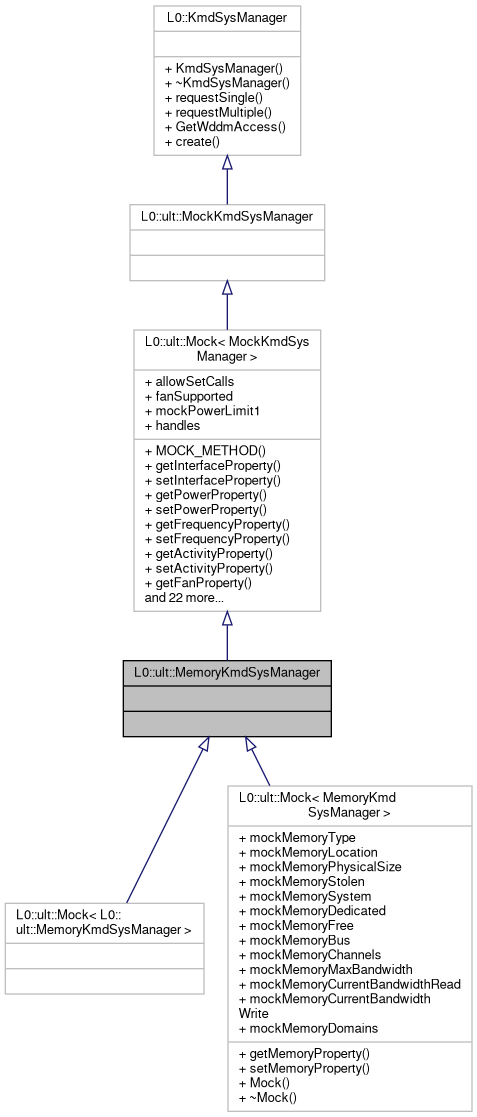 L0::KmdSysManager
+ KmdSysManager()
+ ~KmdSysManager()
+ requestSingle()
+ requestMultiple()
+ GetWddmAccess()
+ create()
L0::ult::MockKmdSysManager
L0::ult::Mock< MockKmdSys
Manager >
+ allowSetCalls
+ fanSupported
+ mockPowerLimit1
+ handles
+ MOCK_METHOD()
+ getInterfaceProperty()
+ setInterfaceProperty()
+ getPowerProperty()
+ setPowerProperty()
+ getFrequencyProperty()
+ setFrequencyProperty()
+ getActivityProperty()
+ setActivityProperty()
+ getFanProperty()
and 22 more...
L0::ult::MemoryKmdSysManager
L0::ult::Mock< L0::
ult::MemoryKmdSysManager >
L0::ult::Mock< MemoryKmd
SysManager >
+ mockMemoryType
+ mockMemoryLocation
+ mockMemoryPhysicalSize
+ mockMemoryStolen
+ mockMemorySystem
+ mockMemoryDedicated
+ mockMemoryFree
+ mockMemoryBus
+ mockMemoryChannels
+ mockMemoryMaxBandwidth
+ mockMemoryCurrentBandwidthRead
+ mockMemoryCurrentBandwidth
Write
+ mockMemoryDomains
+ getMemoryProperty()
+ setMemoryProperty()
+ Mock()
+ ~Mock()